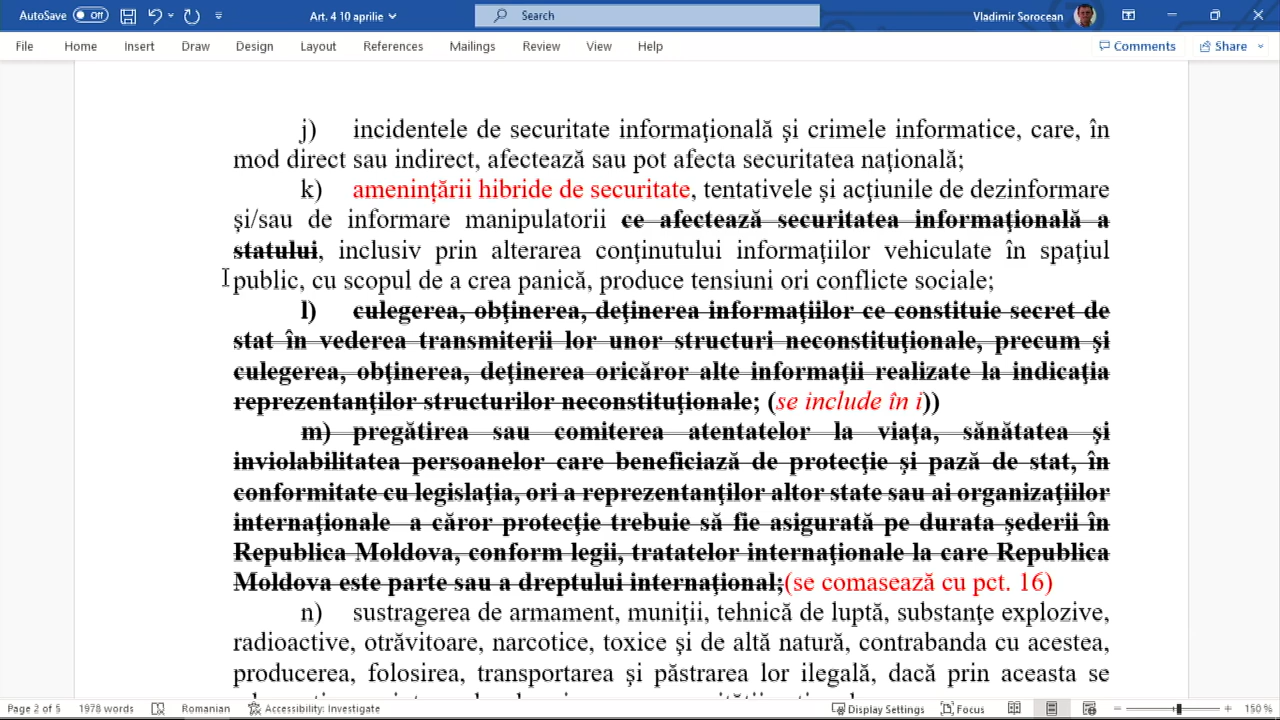 AutoSave Off Art. 4 10 aprilie Search Vladimir Sorocean
File Home Insert Draw Design Layout References Mailings Review View Help Comments Share
j) incidentele de securitate informaţională și crimele informatice, care, în
mod direct sau indirect, afectează sau pot afecta securitatea naţională;
k) amenințării hibride de securitate, tentativele şi acţiunile de dezinformare
şi/sau de informare manipulatorii ce afectează securitatea informaţională a
statului, inclusiv prin alterarea conţinutului informaţiilor vehiculate în spaţiul
public, cu scopul de a crea panică, produce tensiuni ori conflicte sociale;
l) culegerea, obţinerea, deţinerea informaţiilor ce constituie secret de
stat în vederea transmiterii lor unor structuri neconstituţionale, precum şi
culegerea, obţinerea, deţinerea oricăror alte informaţii realizate la indicaţia
reprezentanţilor structurilor neconstituţionale; (se include în i))
m) pregătirea sau comiterea atentatelor la viaţa, sănătatea şi
inviolabilitatea persoanelor care beneficiază de protecţie şi pază de stat, în
conformitate cu legislaţia, ori a reprezentanţilor altor state sau ai organizaţiilor
internaţionale a căror protecţie trebuie să fie asigurată pe durata șederii în
Republica Moldova, conform legii, tratatelor internaţionale la care Republica
Moldova este parte sau a dreptului internaţional;(se comasează cu pct. 16)
n) sustragerea de armament, muniţii, tehnică de luptă, substanţe explozive,
radioactive, otrăvitoare, narcotice, toxice şi de altă natură, contrabanda cu acestea,
producerea, folosirea, transportarea şi păstrarea lor ilegală, dacă prin aceasta se
Page 2 of 5 1978 words Romanian Accessibility: Investigate Display Settings Focus 150 %